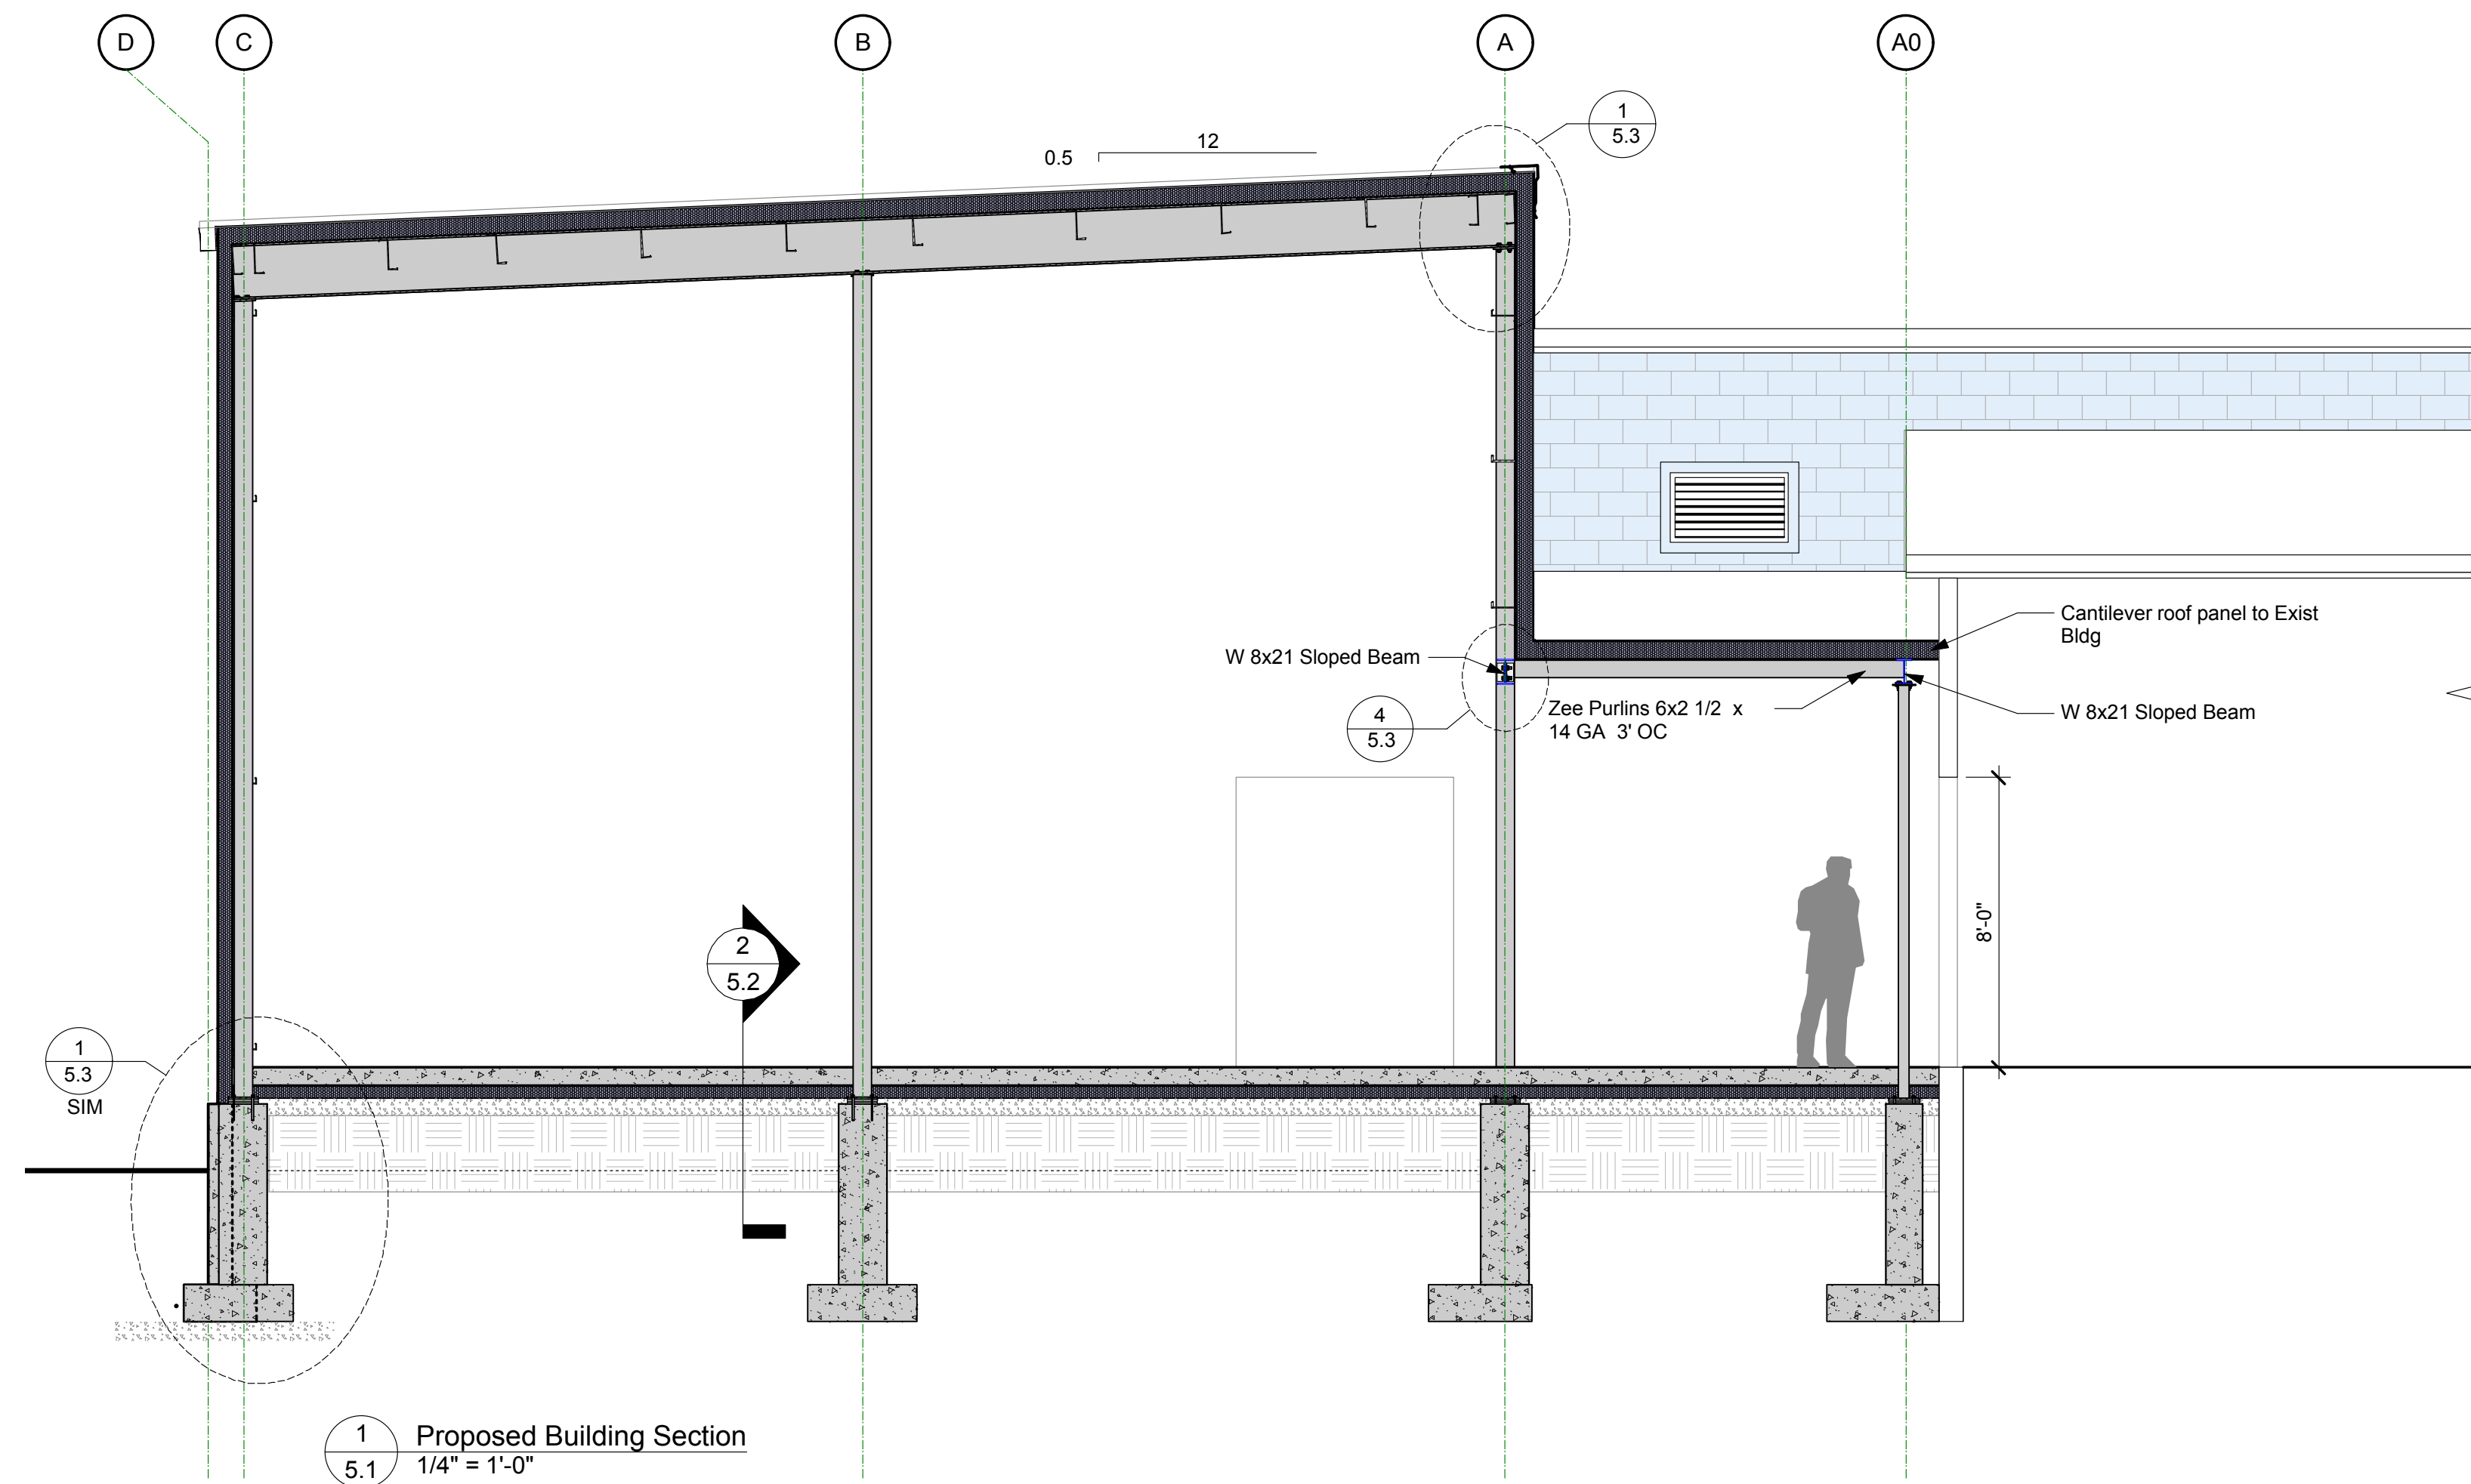 D
C
B
A
A0
1
5.3
12
0.5
Cantilever roof panel to Exist
Bldg
W 8x21 Sloped Beam
4
5.3
Zee Purlins 6x2 1/2 x
14 GA 3' OC
W 8x21 Sloped Beam
8'-0"
2
5.2
1
5.3
SIM
1
5.1
Proposed Building Section
1/4" = 1'-0"